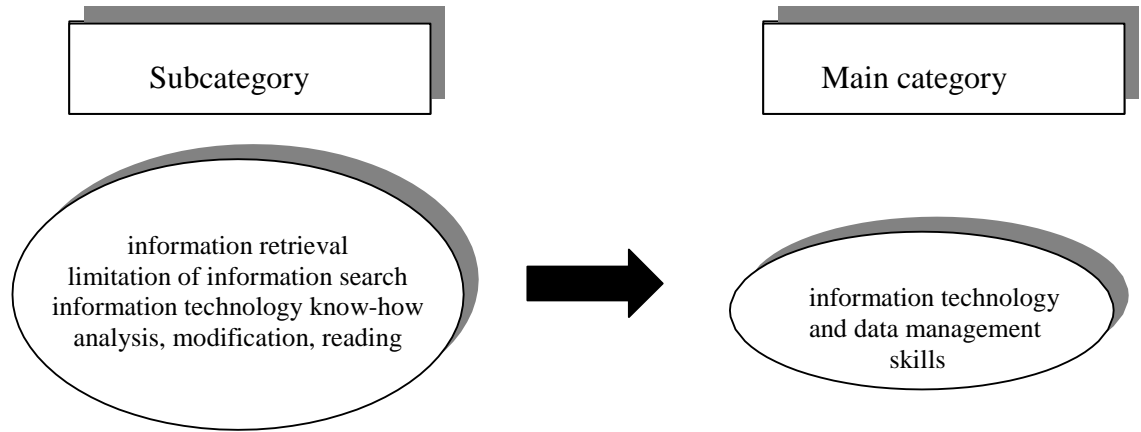 Subcategory
Main category
information retrieval
limitation of information search
information technology know-how
analysis, modification, reading
information technology
and data management
skills